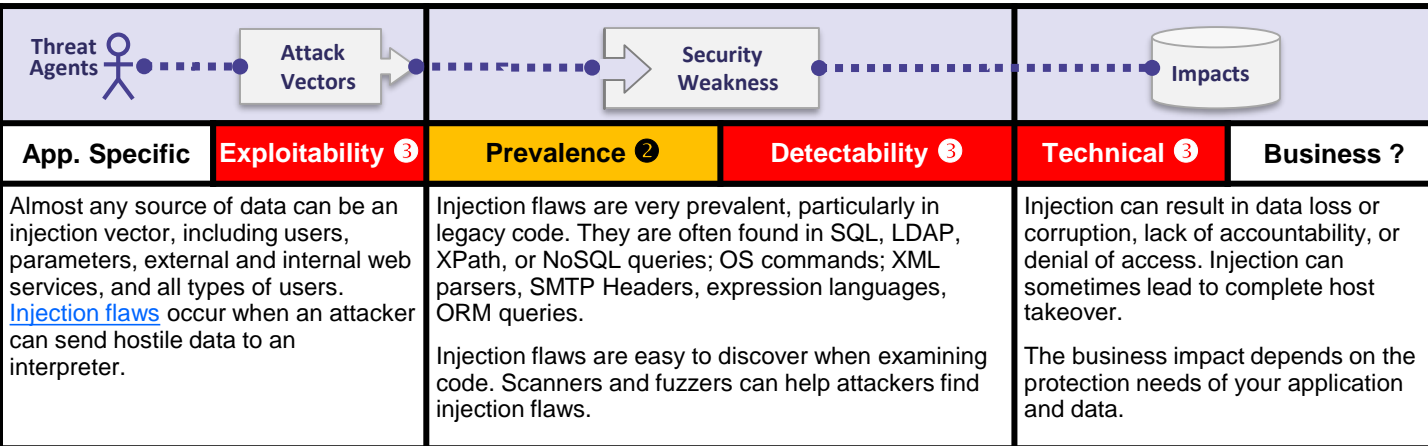 Threat
Agents
Attack
Vectors
Security
Weakness
Impacts
App. Specific
Exploitability ❸
Prevalence ❷
Detectability ❸
Technical ❸
Business ?
Almost any source of data can be an
injection vector, including users,
parameters, external and internal web
services, and all types of users.
Injection flaws occur when an attacker
can send hostile data to an
interpreter.
Injection flaws are very prevalent, particularly in
legacy code. They are often found in SQL, LDAP,
XPath, or NoSQL queries; OS commands; XML
parsers, SMTP Headers, expression languages,
ORM queries.
Injection flaws are easy to discover when examining
code. Scanners and fuzzers can help attackers find
injection flaws.
Injection can result in data loss or
corruption, lack of accountability, or
denial of access. Injection can
sometimes lead to complete host
takeover.
The business impact depends on the
protection needs of your application
and data.